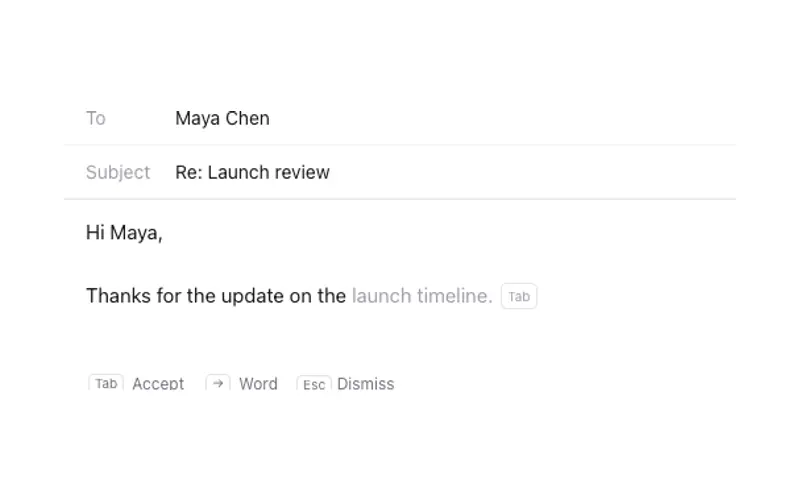 To Maya Chen
Subject Re: Launch review
Hi Maya,
Thanks for the update on the launch timeline. Tab
Tab Accept → Word Esc Dismiss